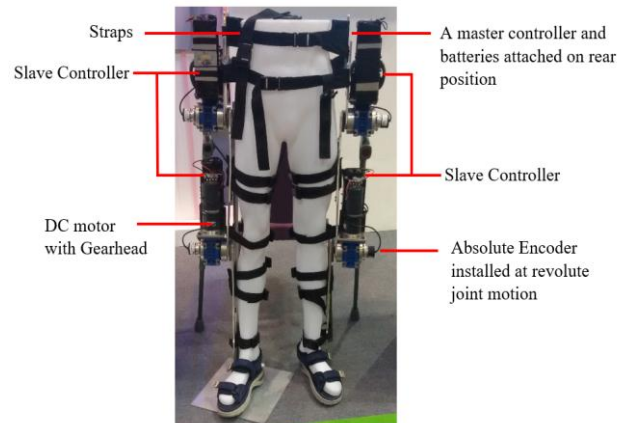 Straps
A master controller and
batteries attached on rear
position
Slave Controller
Slave Controller
DC motor
with Gearhead
Absolute Encoder
installed at revolute
joint motion